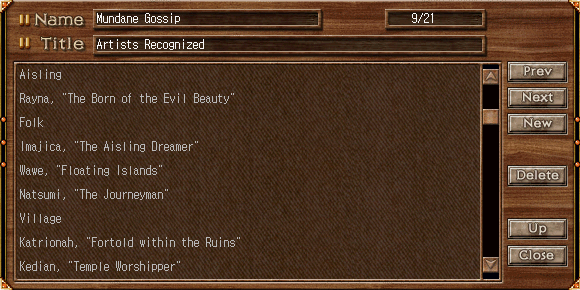 Name Mundane Gossip 9/21
Title Artists Recognized
Aisling
Rayna, "The Born of the Evil Beauty"
Folk
Imajica, "The Aisling Dreamer"
Wawe, "Floating Islands"
Natsumi, "The Journeyman"
Village
Katrionah, "Fortold within the Ruins"
Kedian, "Temple Worshipper"
Prev
Next
New
Delete
Up
Close